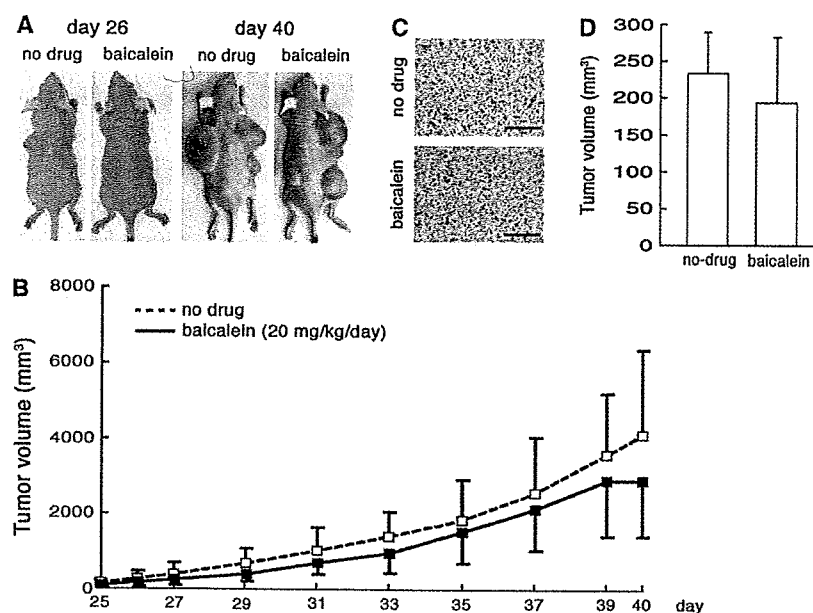 A
day 26
day 40
no drug
baicalein
no drug
baicalein
C
no drug
baicalein
D
Tumor volume (mm³)
300
250
200
150
100
50
0
no-drug
baicalein
B
Tumor volume (mm³)
8000
6000
4000
2000
0
no drug
baicalein (20 mg/kg/day)
25 26 27 29 31 33 35 37 39 40 day